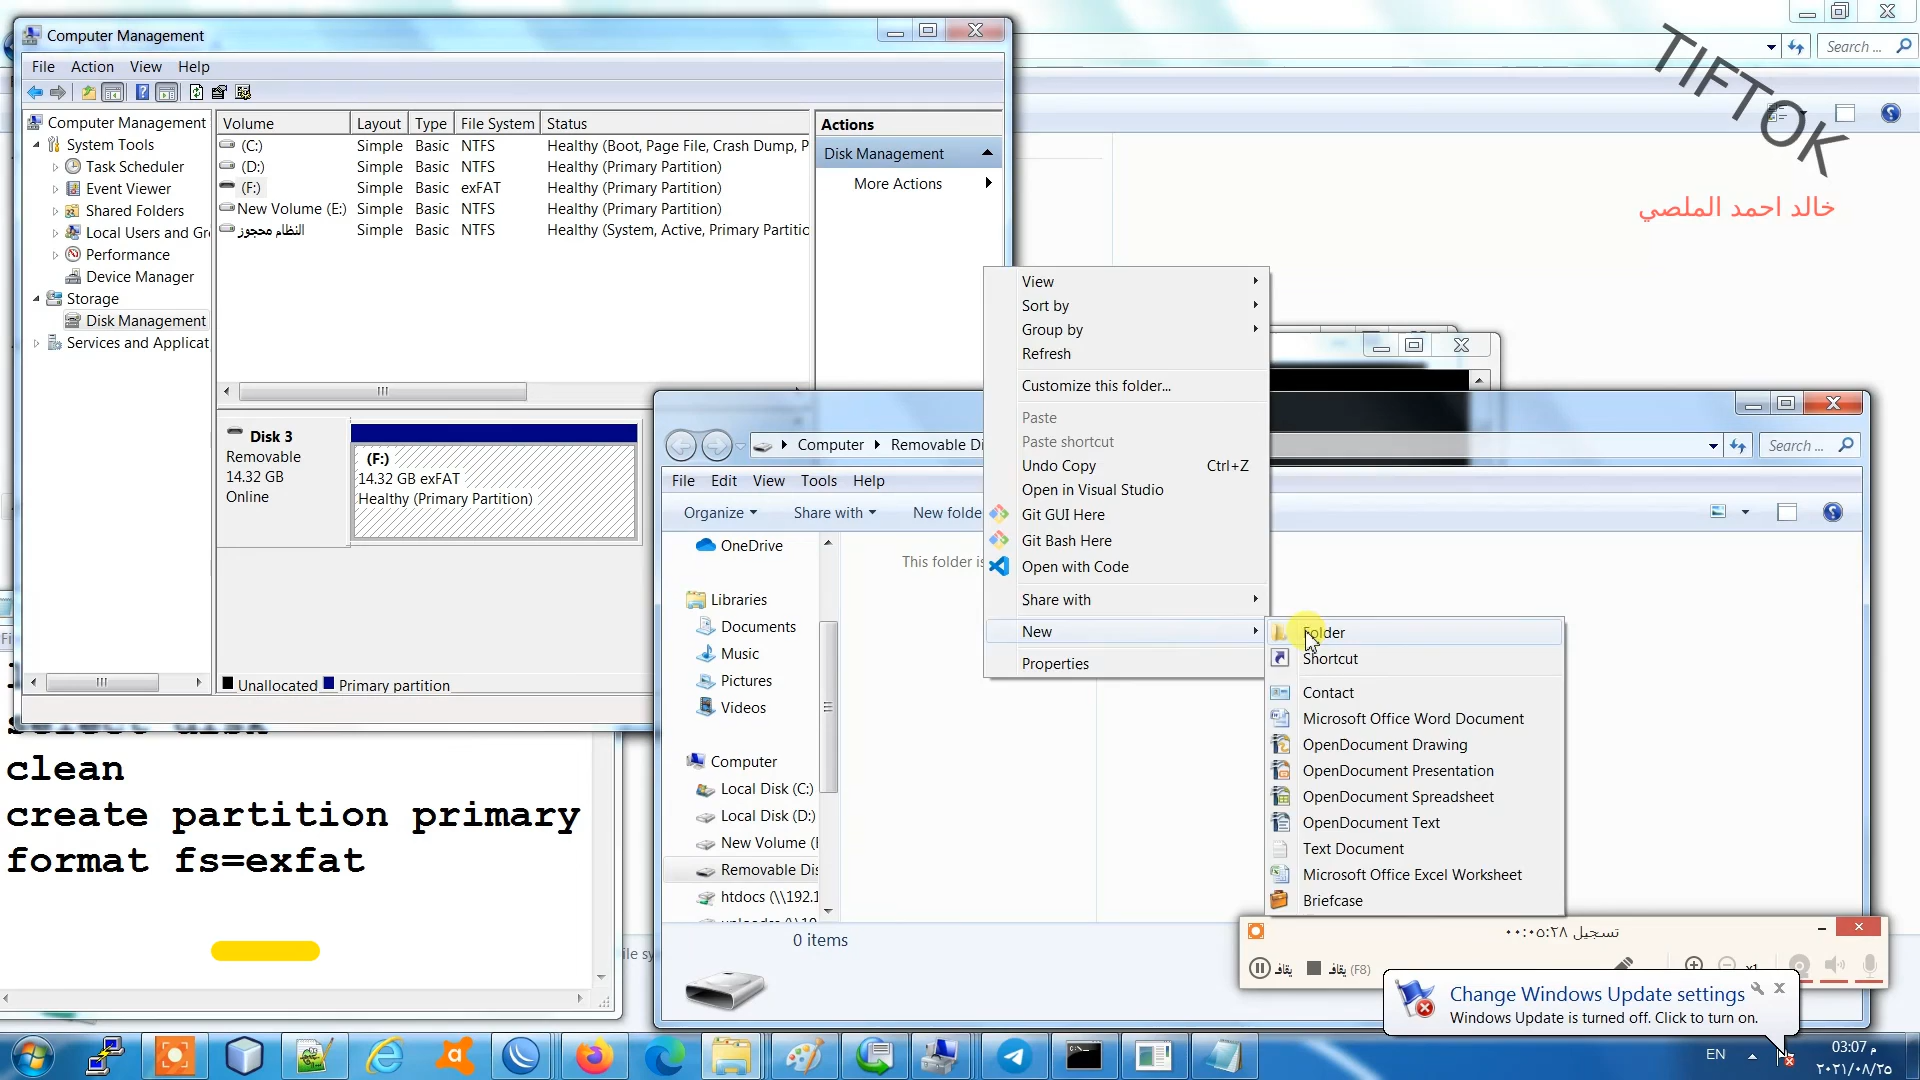 Computer Management
File Action View Help
Computer Management
System Tools
Task Scheduler
Event Viewer
Shared Folders
Local Users and Gr
Performance
Device Manager
Storage
Disk Management
Services and Applicat
Volume Layout Type File System Status
(C:) Simple Basic NTFS Healthy (Boot, Page File, Crash Dump, P
(D:) Simple Basic NTFS Healthy (Primary Partition)
(F:) Simple Basic exFAT Healthy (Primary Partition)
New Volume (E:) Simple Basic NTFS Healthy (Primary Partition)
النظام محجوز Simple Basic NTFS Healthy (System, Active, Primary Partitic
Actions
Disk Management
More Actions
Disk 3
Removable
14.32 GB
Online
(F:)
14.32 GB exFAT
Healthy (Primary Partition)
Unallocated Primary partition
Search ...
TIFTOK
خالد احمد الملصي
View
Sort by
Group by
Refresh
Customize this folder...
Paste
Paste shortcut
Undo Copy Ctrl+Z
Open in Visual Studio
Git GUI Here
Git Bash Here
Open with Code
Share with
New
Properties
Folder
Shortcut
Contact
Microsoft Office Word Document
OpenDocument Drawing
OpenDocument Presentation
OpenDocument Spreadsheet
OpenDocument Text
Text Document
Microsoft Office Excel Worksheet
Briefcase
Computer Removable Di
Search ...
File Edit View Tools Help
Organize Share with New folde
OneDrive
Libraries
Documents
Music
Pictures
Videos
Computer
Local Disk (C:)
Local Disk (D:)
New Volume (
Removable Dis
htdocs (\\192.1
This folder is
0 items
select disk
clean
create partition primary
format fs=exfat
تسجيل ٠٠:٠٥:٢٨
(F8)
x1
Change Windows Update settings
Windows Update is turned off. Click to turn on.
EN
03:07 م
٢٠٢١/٠٨/٢٥